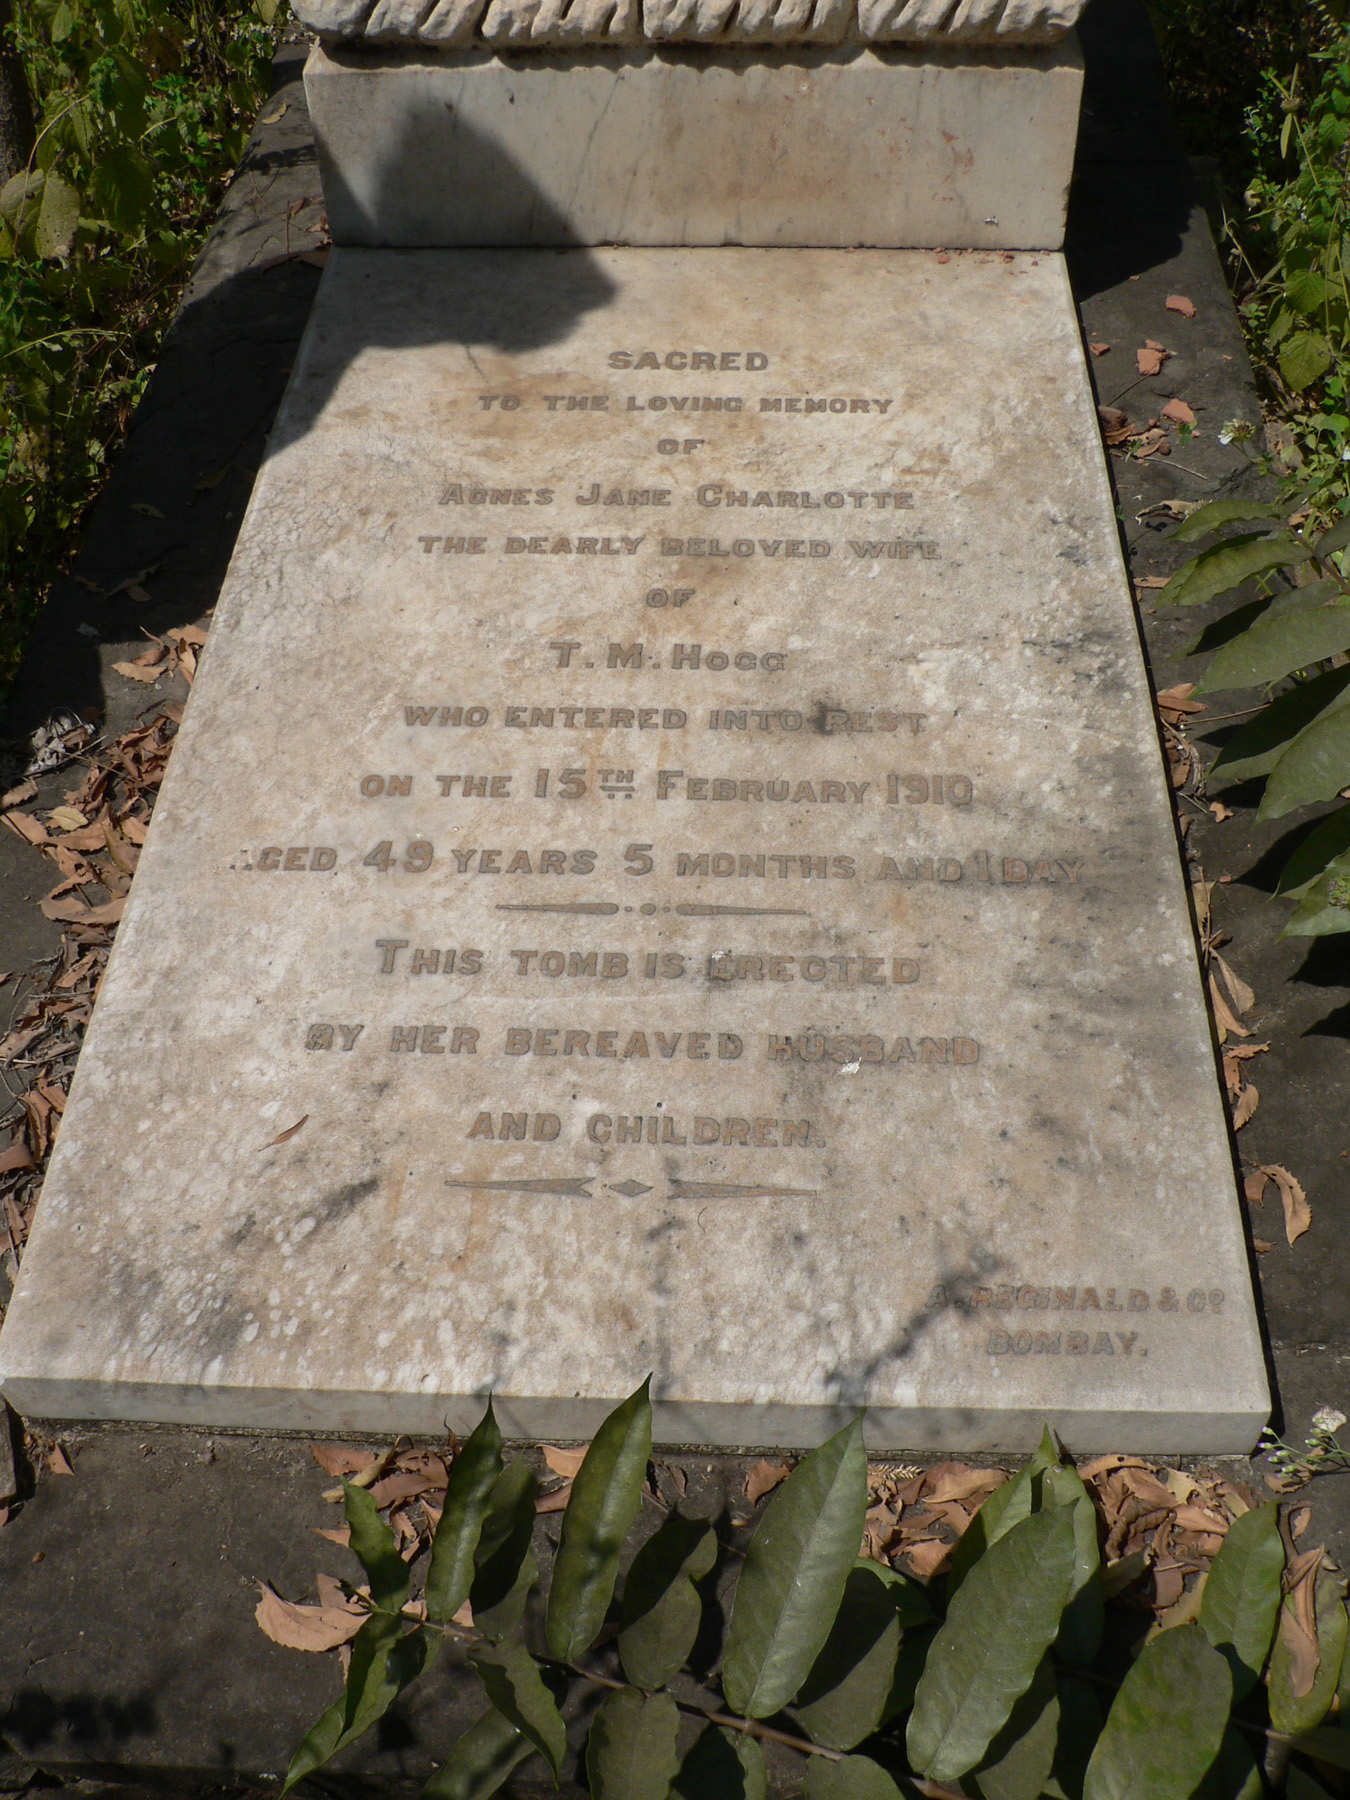 SACRED
TO THE LOVING MEMORY
OF
AGNES JANE CHARLOTTE
THE DEARLY BELOVED WIFE
OF
T. M. HOGG
WHO ENTERED INTO REST
ON THE 15TH FEBRUARY 1910
AGED 49 YEARS 5 MONTHS AND 1 DAY
THIS TOMB IS ERECTED
BY HER BEREAVED HUSBAND
AND CHILDREN.
A. REGINALD & CO
BOMBAY.